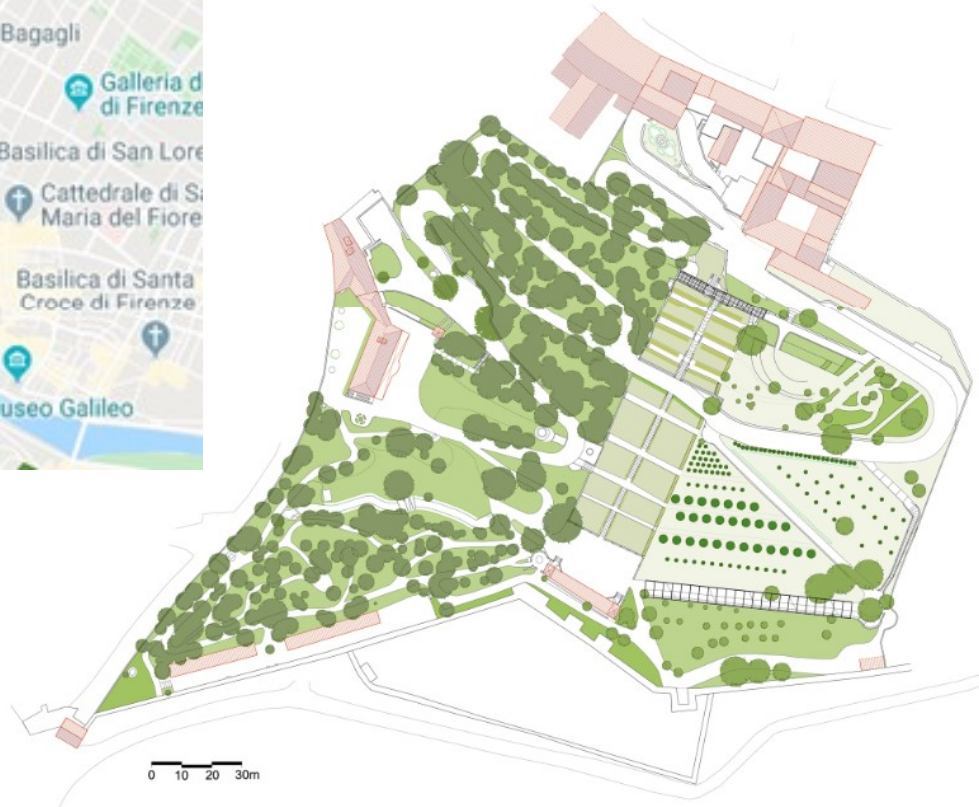 Bagagli
Galleria d
di Firenze
Basilica di San Lore
Cattedrale di Sa
Maria del Fiore
Basilica di Santa
Croce di Firenze
useo Galileo
0 10 20 30m